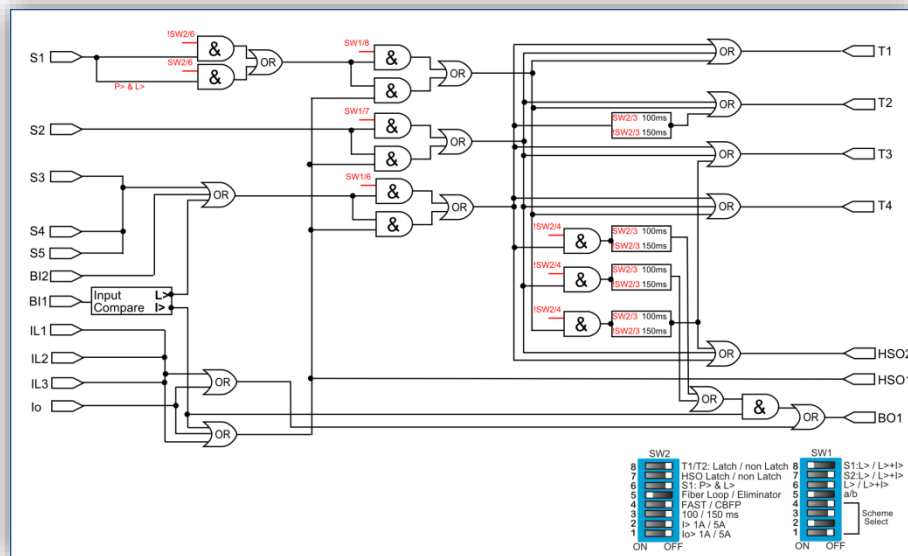 !SW2/6
S1
&
OR
SW1/8
&
OR
OR
T1
SW2/6
&
P> & L>
&
OR
T2
SW1/7
&
SW2/3 100ms
!SW2/3 150ms
S2
OR
&
OR
T3
S3
SW1/6
&
OR
OR
OR
T4
&
S4
!SW2/4
&
SW2/3 100ms
!SW2/3 150ms
S5
BI2
!SW2/4
&
SW2/3 100ms
!SW2/3 150ms
BI1
Input
Compare
L>
I>
!SW2/4
&
SW2/3 100ms
!SW2/3 150ms
IL1
IL2
OR
HSO2
IL3
OR
HSO1
Io
OR
&
OR
BO1
OR
SW2
8 T1/T2: Latch / non Latch
7 HSO Latch / non Latch
6 S1: P> & L>
5 Fiber Loop / Eliminator
4 FAST / CBFP
3 100 / 150 ms
2 I> 1A / 5A
1 Io> 1A / 5A
ON OFF
SW1
8 S1:L> / L>+I>
7 S2:L> / L>+I>
6 L> / L>+I>
5 a/b
4
3 Scheme
2 Select
1
ON OFF